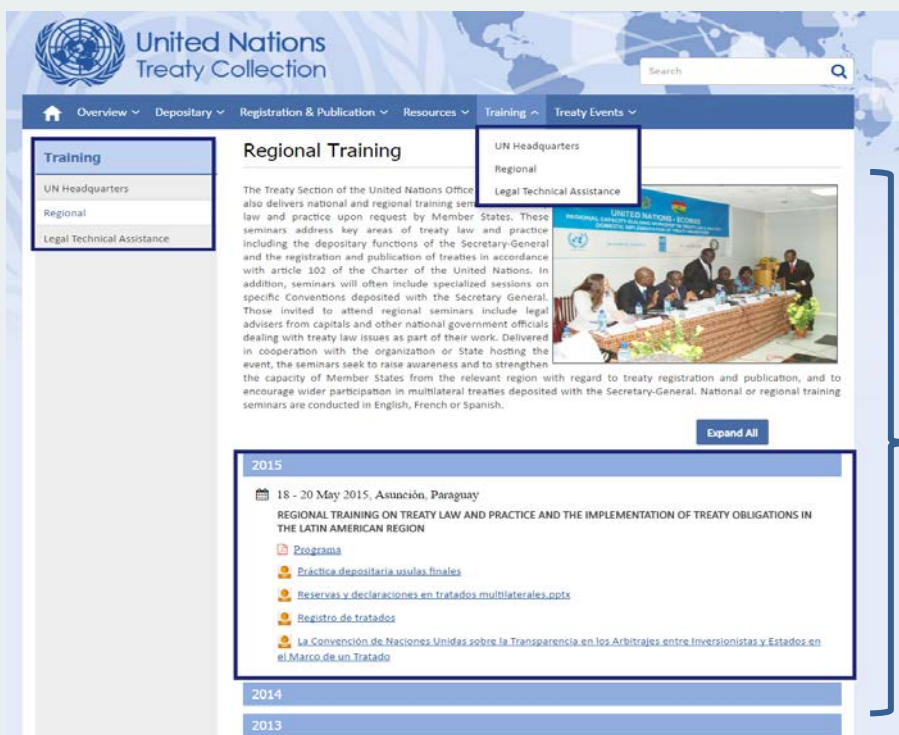 United Nations
Treaty Collection
Search
Overview Depositary Registration & Publication Resources Training Treaty Events
UN Headquarters
Regional
Legal Technical Assistance
Training
UN Headquarters
Regional
Legal Technical Assistance
Regional Training
The Treaty Section of the United Nations Office
also delivers national and regional training
law and practice upon request by Member States. These
seminars address key areas of treaty law and practice
including the depositary functions of the Secretary-General
and the registration and publication of treaties in accordance
with article 102 of the Charter of the United Nations. In
addition, seminars will often include specialized sessions on
specific Conventions deposited with the Secretary General.
Those invited to attend regional seminars include legal
advisers from capitals and other national government officials
dealing with treaty law issues as part of their work. Delivered
in cooperation with the organization or State hosting the
event, the seminars seek to raise awareness and to strengthen
the capacity of Member States from the relevant region with regard to treaty registration and publication, and to
encourage wider participation in multilateral treaties deposited with the Secretary-General. National or regional training
seminars are conducted in English, French or Spanish.
UNITED NATIONS - ECOWAS
REGIONAL CAPACITY-BUILDING WORKSHOP
Expand All
2015
18 - 20 May 2015, Asunción, Paraguay
REGIONAL TRAINING ON TREATY LAW AND PRACTICE AND THE IMPLEMENTATION OF TREATY OBLIGATIONS IN
THE LATIN AMERICAN REGION
Programa
Práctica depositaria usulas finales
Reservas y declaraciones en tratados multilaterales.pptx
Registro de tratados
La Convención de Naciones Unidas sobre la Transparencia en los Arbitrajes entre Inversionistas y Estados en
el Marco de un Tratado
2014
2013